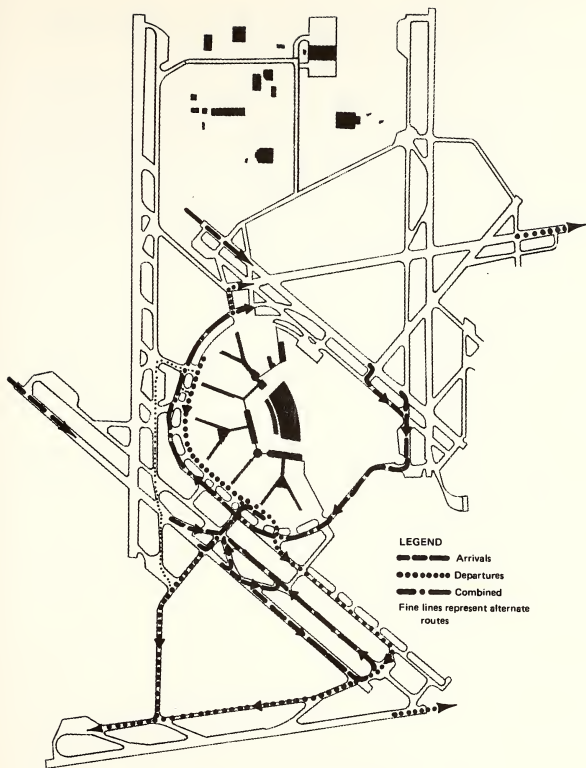 LEGEND
Arrivals
Departures
Combined
Fine lines represent alternate
routes